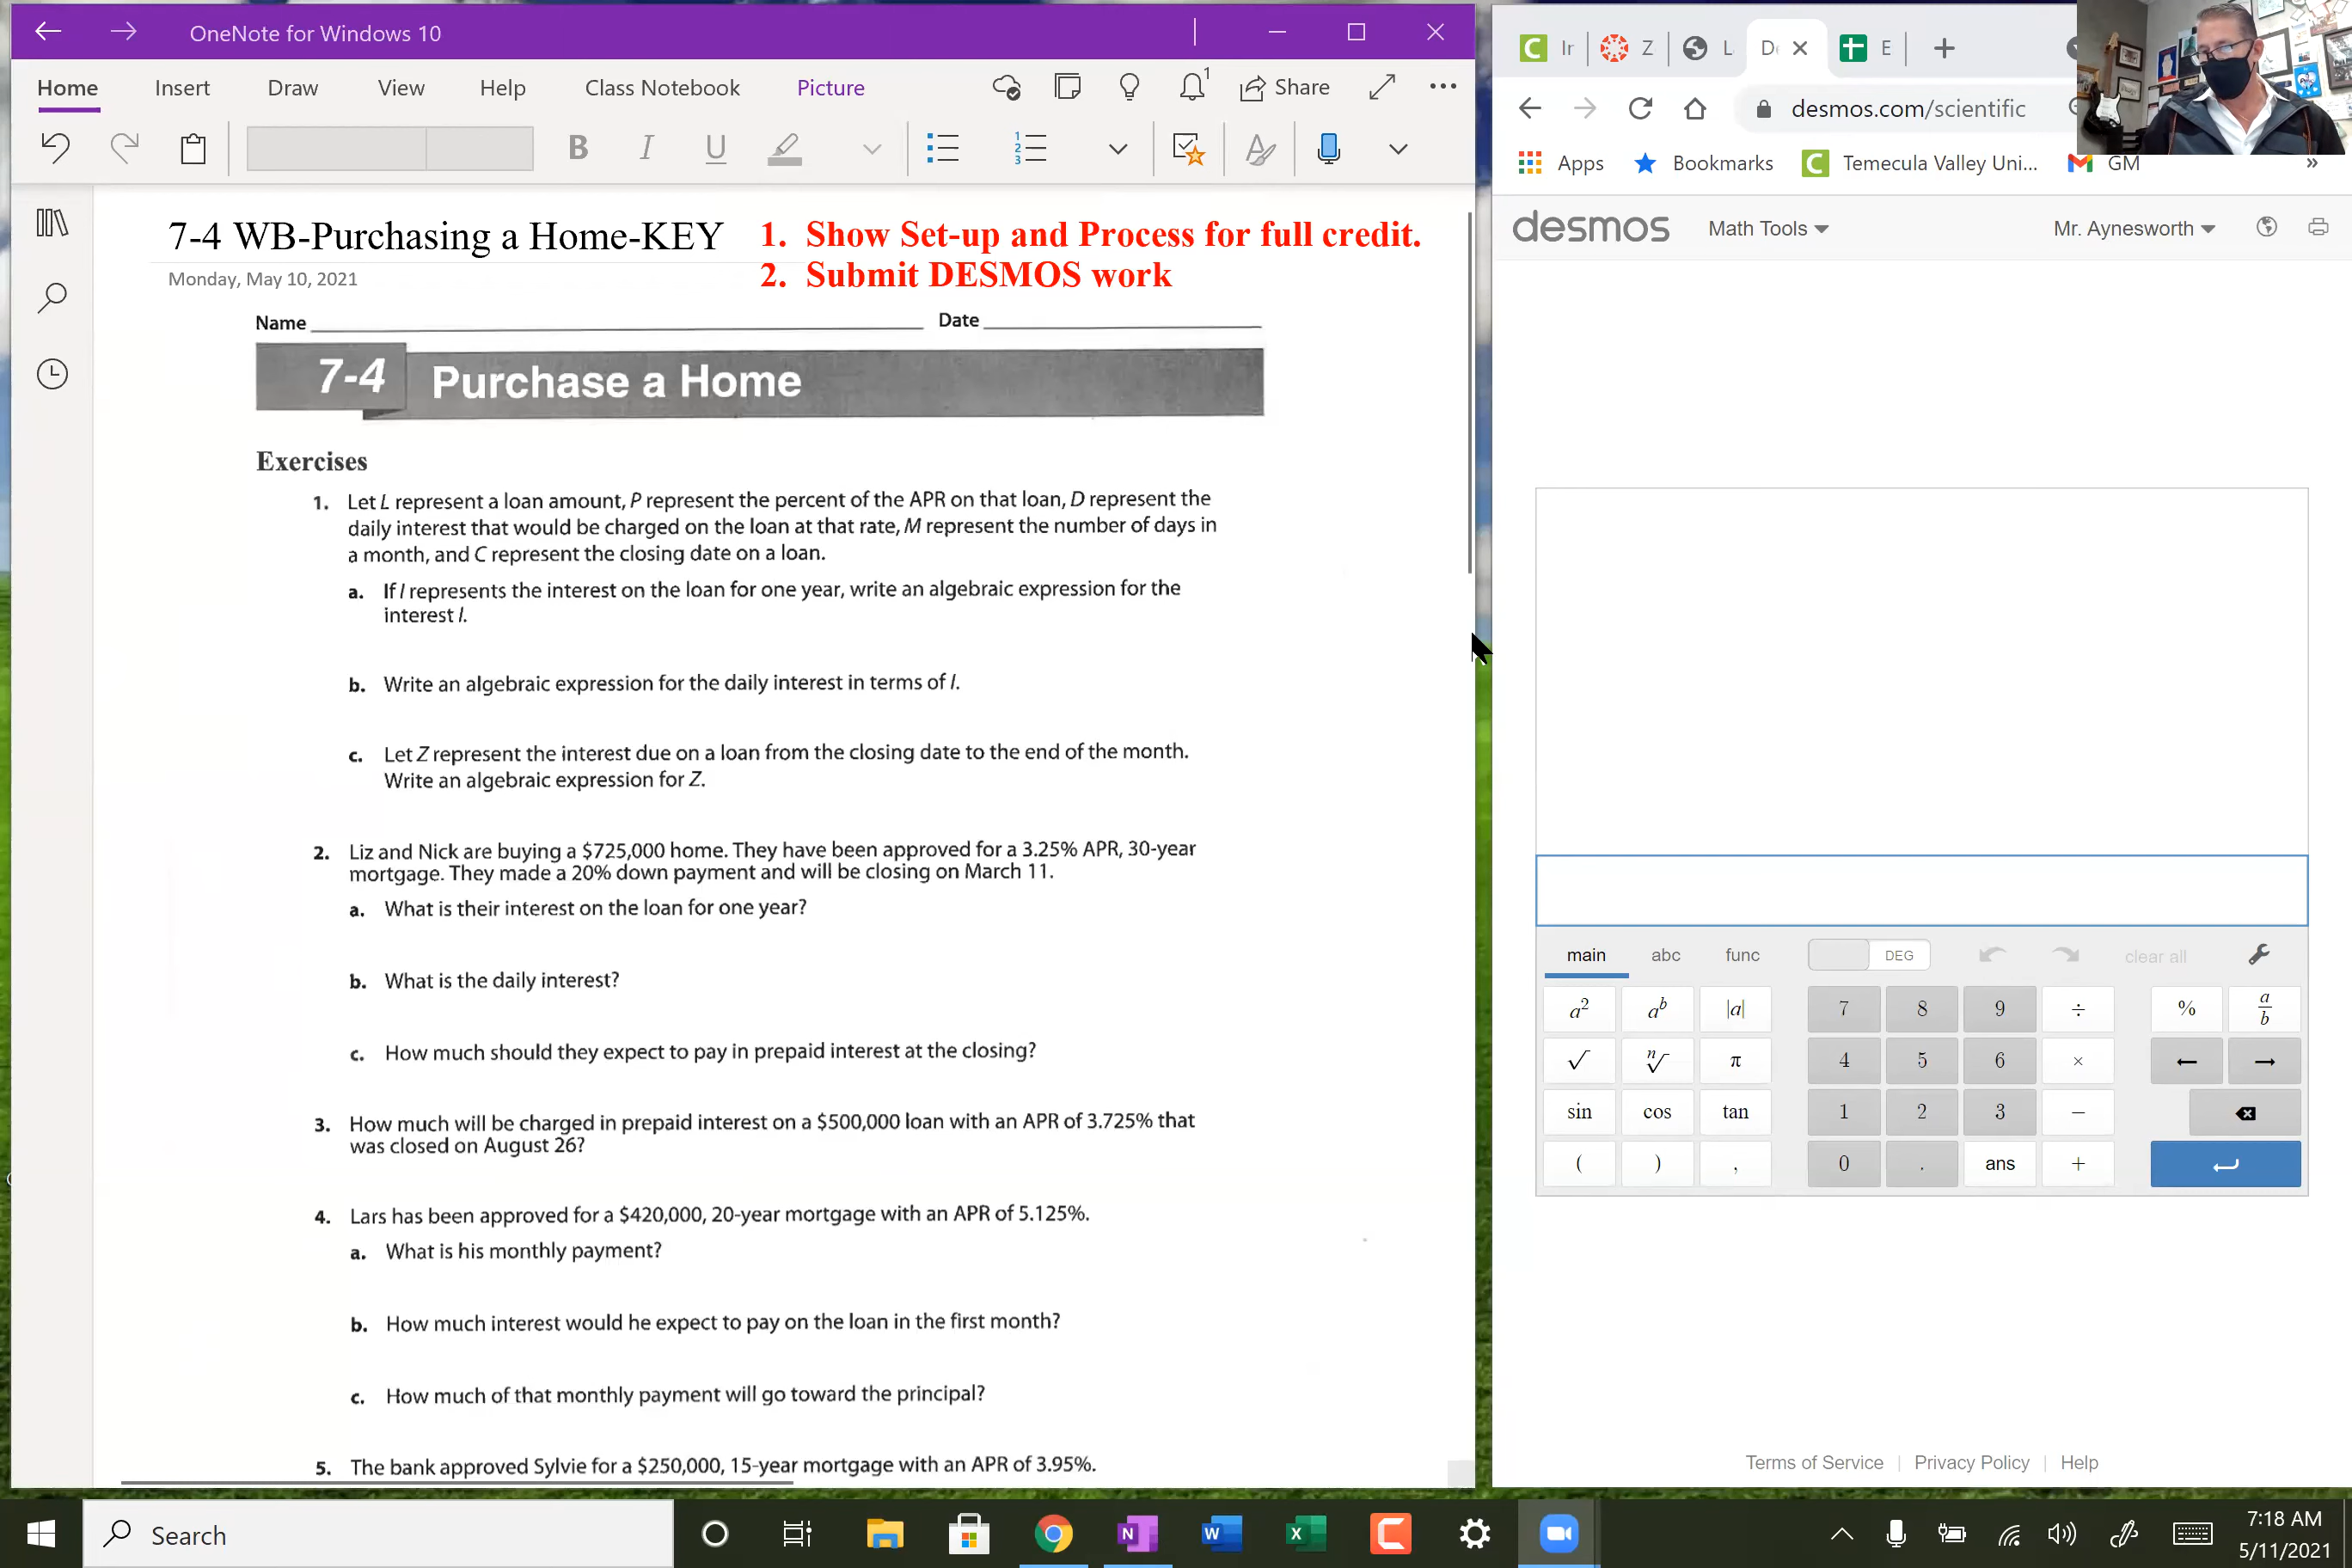 OneNote for Windows 10
Home Insert Draw View Help Class Notebook Picture 1 Share
B I U
7-4 WB-Purchasing a Home-KEY
Monday, May 10, 2021
1. Show Set-up and Process for full credit.
2. Submit DESMOS work
Name Date
7-4 Purchase a Home
Exercises
1. Let L represent a loan amount, P represent the percent of the APR on that loan, D represent the
daily interest that would be charged on the loan at that rate, M represent the number of days in
a month, and C represent the closing date on a loan.
a. If I represents the interest on the loan for one year, write an algebraic expression for the
interest I.
b. Write an algebraic expression for the daily interest in terms of I.
c. Let Z represent the interest due on a loan from the closing date to the end of the month.
Write an algebraic expression for Z.
2. Liz and Nick are buying a $725,000 home. They have been approved for a 3.25% APR, 30-year
mortgage. They made a 20% down payment and will be closing on March 11.
a. What is their interest on the loan for one year?
b. What is the daily interest?
c. How much should they expect to pay in prepaid interest at the closing?
3. How much will be charged in prepaid interest on a $500,000 loan with an APR of 3.725% that
was closed on August 26?
4. Lars has been approved for a $420,000, 20-year mortgage with an APR of 5.125%.
a. What is his monthly payment?
b. How much interest would he expect to pay on the loan in the first month?
c. How much of that monthly payment will go toward the principal?
5. The bank approved Sylvie for a $250,000, 15-year mortgage with an APR of 3.95%.
Ir Z L D E
desmos.com/scientific
Apps Bookmarks Temecula Valley Uni... GM »
desmos Math Tools Mr. Aynesworth
main abc func DEG clear all
a² aᵇ |a| 7 8 9 ÷ % a/b
√ ⁿ√ π 4 5 6 × ← →
sin cos tan 1 2 3 −
( ) , 0 . ans +
Terms of Service | Privacy Policy | Help
Search
7:18 AM
5/11/2021